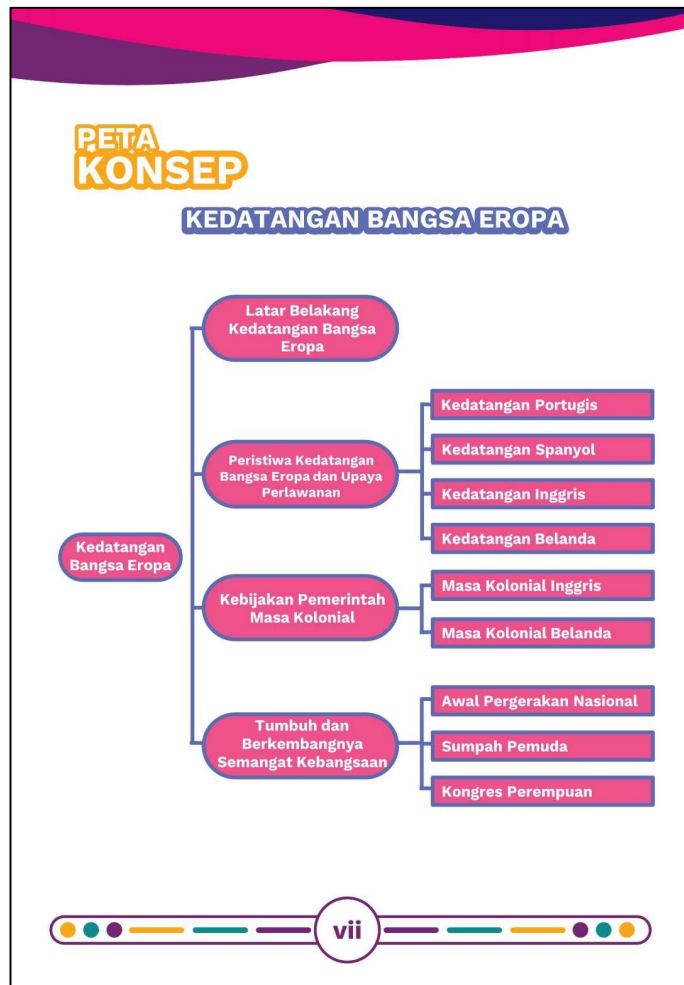 PETA
KONSEP
KEDATANGAN BANGSA EROPA
Latar Belakang
Kedatangan Bangsa
Eropa
Kedatangan Portugis
Kedatangan Spanyol
Peristiwa Kedatangan
Bangsa Eropa dan Upaya
Perlawanan
Kedatangan Inggris
Kedatangan Belanda
Kedatangan
Bangsa Eropa
Kebijakan Pemerintah
Masa Kolonial
Masa Kolonial Inggris
Masa Kolonial Belanda
Tumbuh dan
Berkembangnya
Semangat Kebangsaan
Awal Pergerakan Nasional
Sumpah Pemuda
Kongres Perempuan
vii